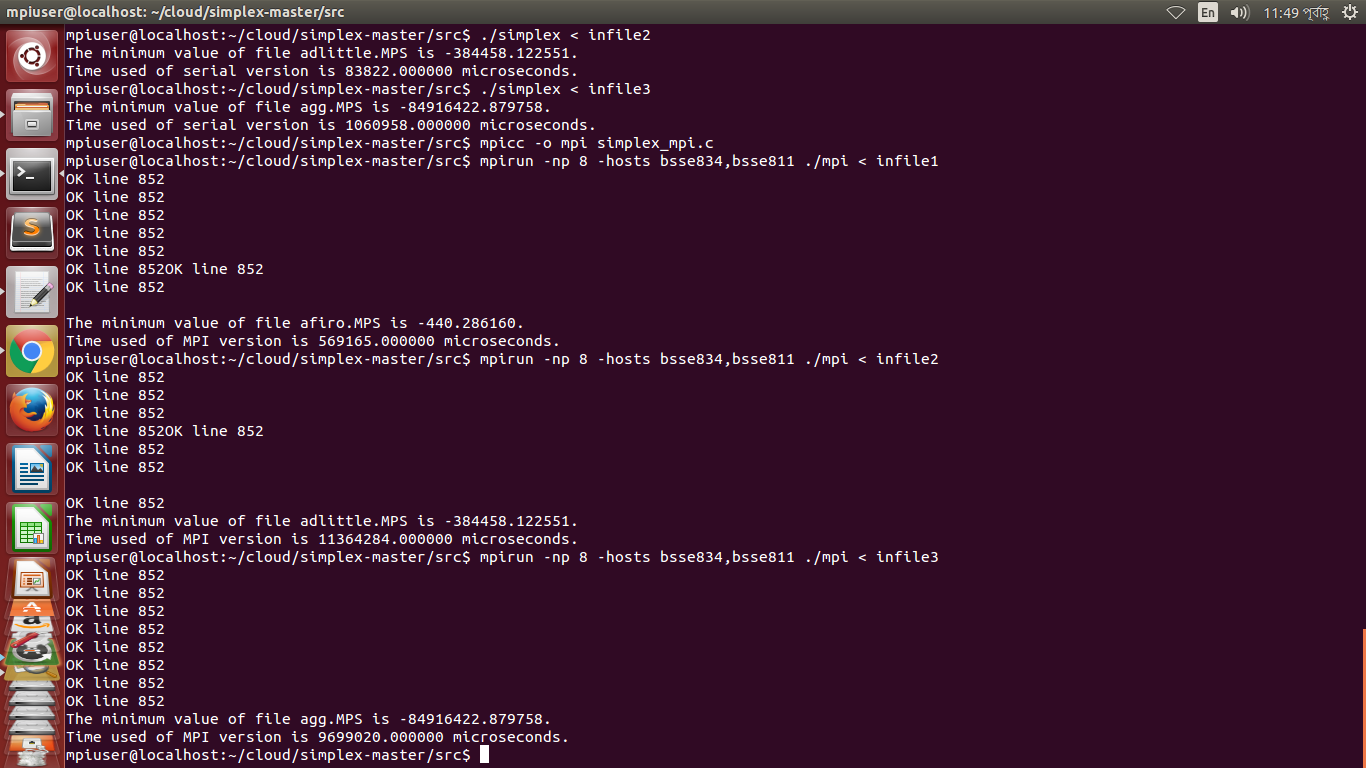 mpiuser@localhost: ~/cloud/simplex-master/src
En
11:49 পূর্বাহ্ণ
mpiuser@localhost:~/cloud/simplex-master/src$ ./simplex < infile2
The minimum value of file adlittle.MPS is -384458.122551.
Time used of serial version is 83822.000000 microseconds.
mpiuser@localhost:~/cloud/simplex-master/src$ ./simplex < infile3
The minimum value of file agg.MPS is -84916422.879758.
Time used of serial version is 1060958.000000 microseconds.
mpiuser@localhost:~/cloud/simplex-master/src$ mpicc -o mpi simplex_mpi.c
mpiuser@localhost:~/cloud/simplex-master/src$ mpirun -np 8 -hosts bsse834,bsse811 ./mpi < infile1
OK line 852
OK line 852
OK line 852
OK line 852
OK line 852
OK line 852OK line 852
OK line 852
The minimum value of file afiro.MPS is -440.286160.
Time used of MPI version is 569165.000000 microseconds.
mpiuser@localhost:~/cloud/simplex-master/src$ mpirun -np 8 -hosts bsse834,bsse811 ./mpi < infile2
OK line 852
OK line 852
OK line 852
OK line 852OK line 852
OK line 852
OK line 852
OK line 852
The minimum value of file adlittle.MPS is -384458.122551.
Time used of MPI version is 11364284.000000 microseconds.
mpiuser@localhost:~/cloud/simplex-master/src$ mpirun -np 8 -hosts bsse834,bsse811 ./mpi < infile3
OK line 852
OK line 852
OK line 852
OK line 852
OK line 852
OK line 852
OK line 852
OK line 852
The minimum value of file agg.MPS is -84916422.879758.
Time used of MPI version is 9699020.000000 microseconds.
mpiuser@localhost:~/cloud/simplex-master/src$